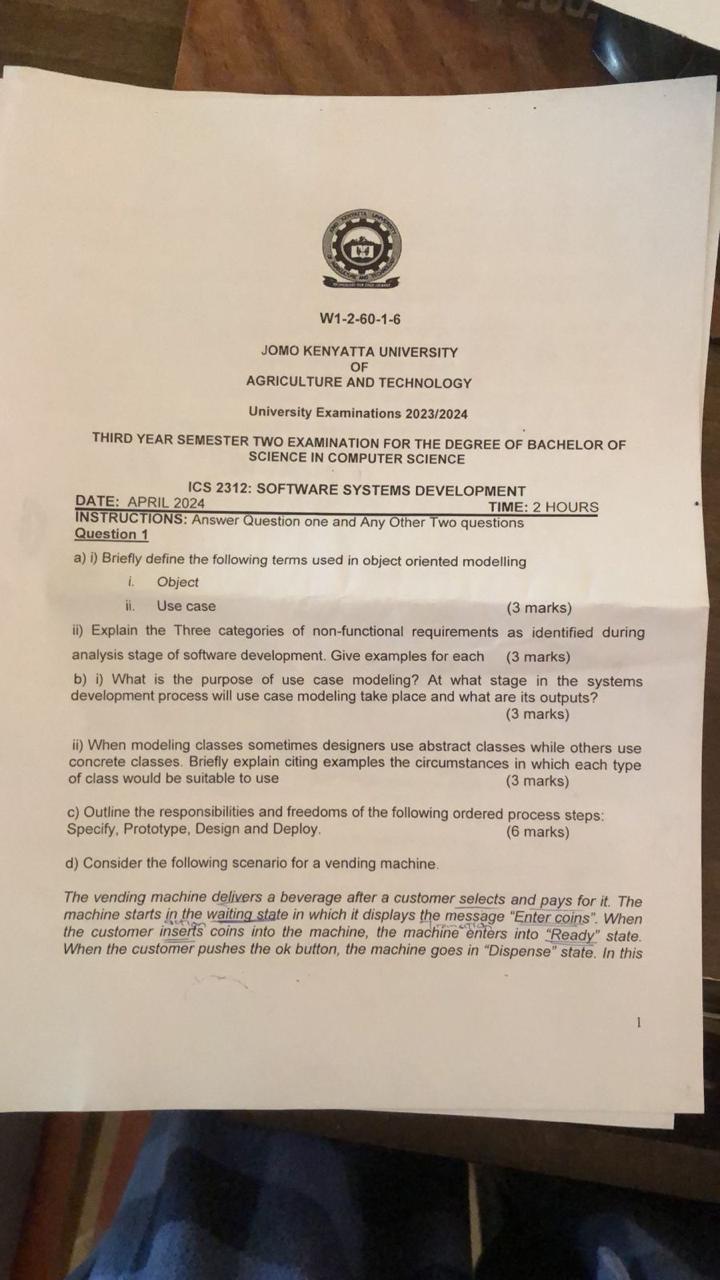 JOMO KENYATTA UNIVERSITY
OF AGRICULTURE AND TECHNOLOGY
W1-2-60-1-6
JOMO KENYATTA UNIVERSITY
OF
AGRICULTURE AND TECHNOLOGY
University Examinations 2023/2024
THIRD YEAR SEMESTER TWO EXAMINATION FOR THE DEGREE OF BACHELOR OF
SCIENCE IN COMPUTER SCIENCE
ICS 2312: SOFTWARE SYSTEMS DEVELOPMENT
DATE: APRIL 2024 TIME: 2 HOURS
INSTRUCTIONS: Answer Question one and Any Other Two questions
Question 1
a) i) Briefly define the following terms used in object oriented modelling
i. Object
ii. Use case (3 marks)
ii) Explain the Three categories of non-functional requirements as identified during
analysis stage of software development. Give examples for each (3 marks)
b) i) What is the purpose of use case modeling? At what stage in the systems
development process will use case modeling take place and what are its outputs?
(3 marks)
ii) When modeling classes sometimes designers use abstract classes while others use
concrete classes. Briefly explain citing examples the circumstances in which each type
of class would be suitable to use (3 marks)
c) Outline the responsibilities and freedoms of the following ordered process steps:
Specify, Prototype, Design and Deploy. (6 marks)
d) Consider the following scenario for a vending machine.
The vending machine delivers a beverage after a customer selects and pays for it. The
machine starts in the waiting state in which it displays the message "Enter coins". When
the customer inserts coins into the machine, the machine enters into "Ready" state.
When the customer pushes the ok button, the machine goes in "Dispense" state. In this
1